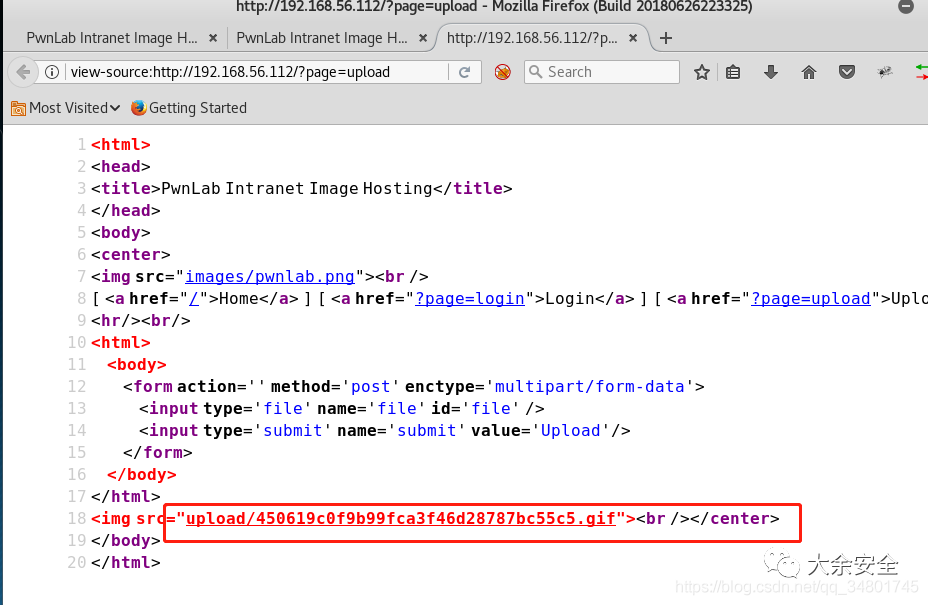 http://192.168.56.112/?page=upload - Mozilla Firefox (Build 20180626223325)
PwnLab Intranet Image H... × PwnLab Intranet Image H... × http://192.168.56.112/?p... × +
view-source:http://192.168.56.112/?page=upload Search
Most Visited Getting Started
1 <html>
2 <head>
3 <title>PwnLab Intranet Image Hosting</title>
4 </head>
5 <body>
6 <center>
7 <img src="images/pwnlab.png"><br />
8 [ <a href="/">Home</a> ] [ <a href="?page=login">Login</a> ] [ <a href="?page=upload">Uplo
9 <hr/><br/>
10 <html>
11 <body>
12 <form action='' method='post' enctype='multipart/form-data'>
13 <input type='file' name='file' id='file' />
14 <input type='submit' name='submit' value='Upload'/>
15 </form>
16 </body>
17 </html>
18 <img src="upload/450619c0f9b99fca3f46d28787bc55c5.gif"><br /></center>
19 </body>
20 </html>
大余安全
https://blog.csdn.net/qq_34801745